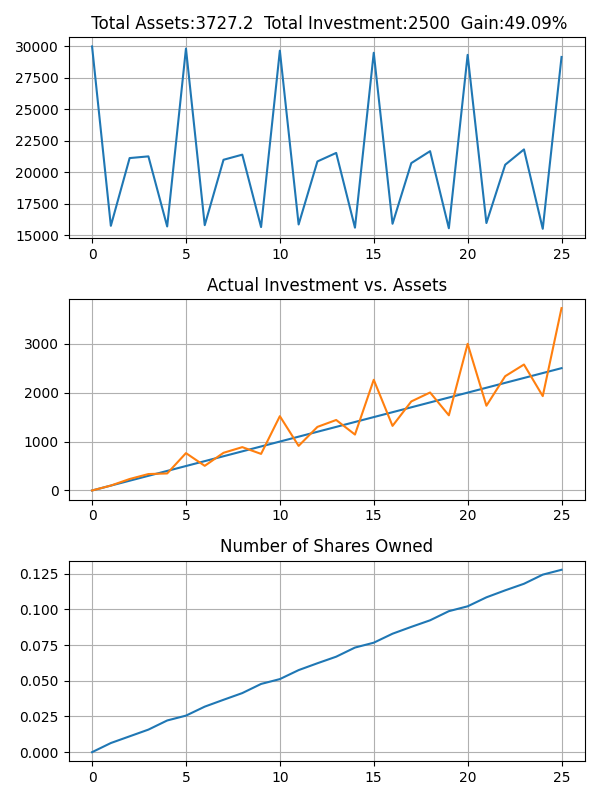 Total Assets:3727.2 Total Investment:2500 Gain:49.09%
30000
27500
25000
22500
20000
17500
15000
0 5 10 15 20 25
Actual Investment vs. Assets
3000
2000
1000
0
0 5 10 15 20 25
Number of Shares Owned
0.125
0.100
0.075
0.050
0.025
0.000
0 5 10 15 20 25